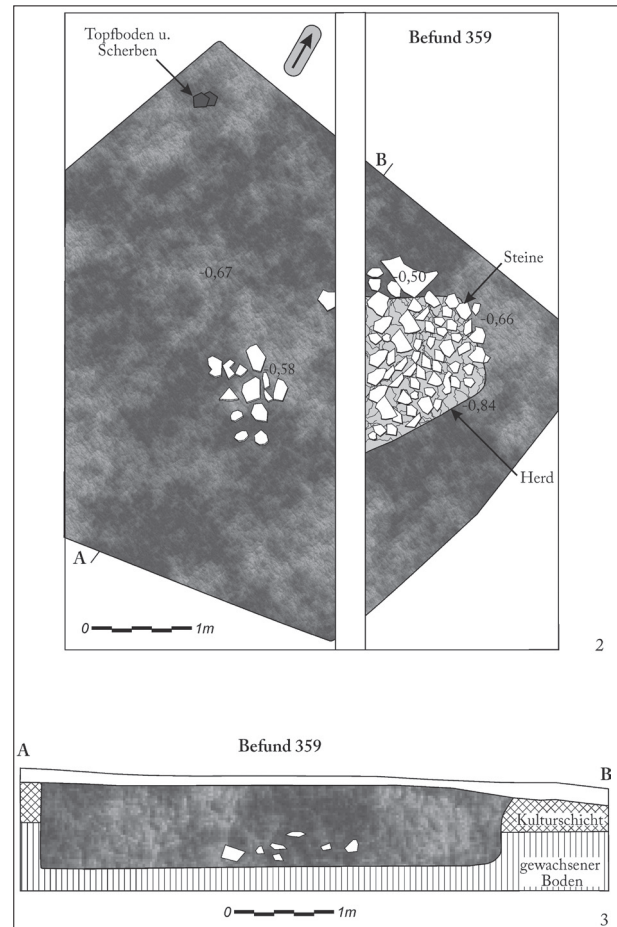 Topfboden u.
Scherben
Befund 359
B
Steine
-0,50
-0,66
-0,67
-0,58
-0,84
Herd
A
0 1m
2
Befund 359
A
B
Kulturschicht
gewachsener
Boden
0 1m
3